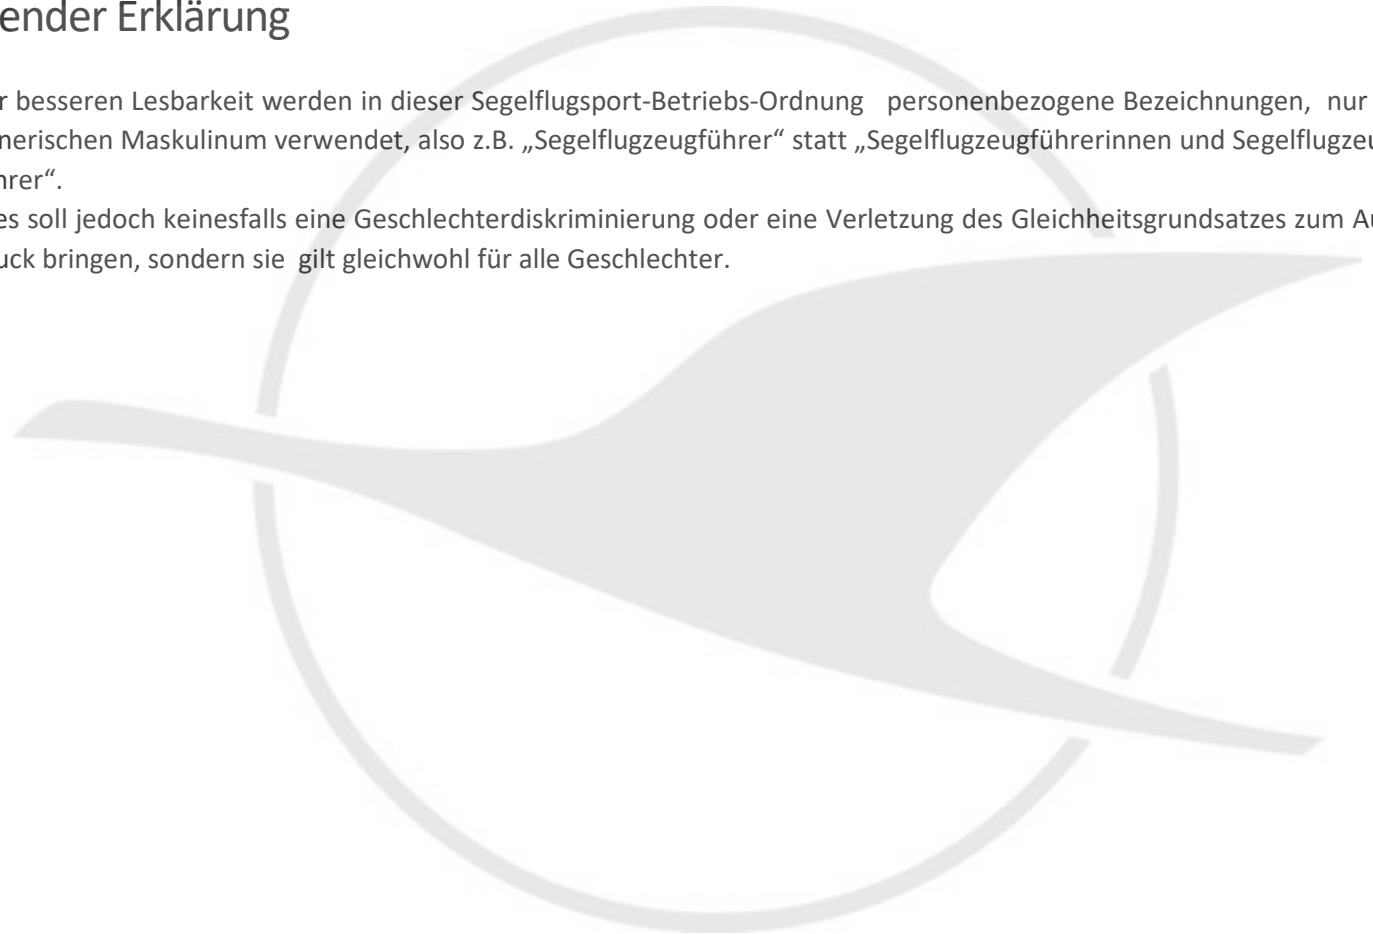 ender Erklärung
r besseren Lesbarkeit werden in dieser Segelflugsport-Betriebs-Ordnung personenbezogene Bezeichnungen, nur
nerischen Maskulinum verwendet, also z.B. „Segelflugzeugführer“ statt „Segelflugzeugführerinnen und Segelflugzeu
hrer“.
es soll jedoch keinesfalls eine Geschlechterdiskriminierung oder eine Verletzung des Gleichheitsgrundsatzes zum Au
uck bringen, sondern sie gilt gleichwohl für alle Geschlechter.